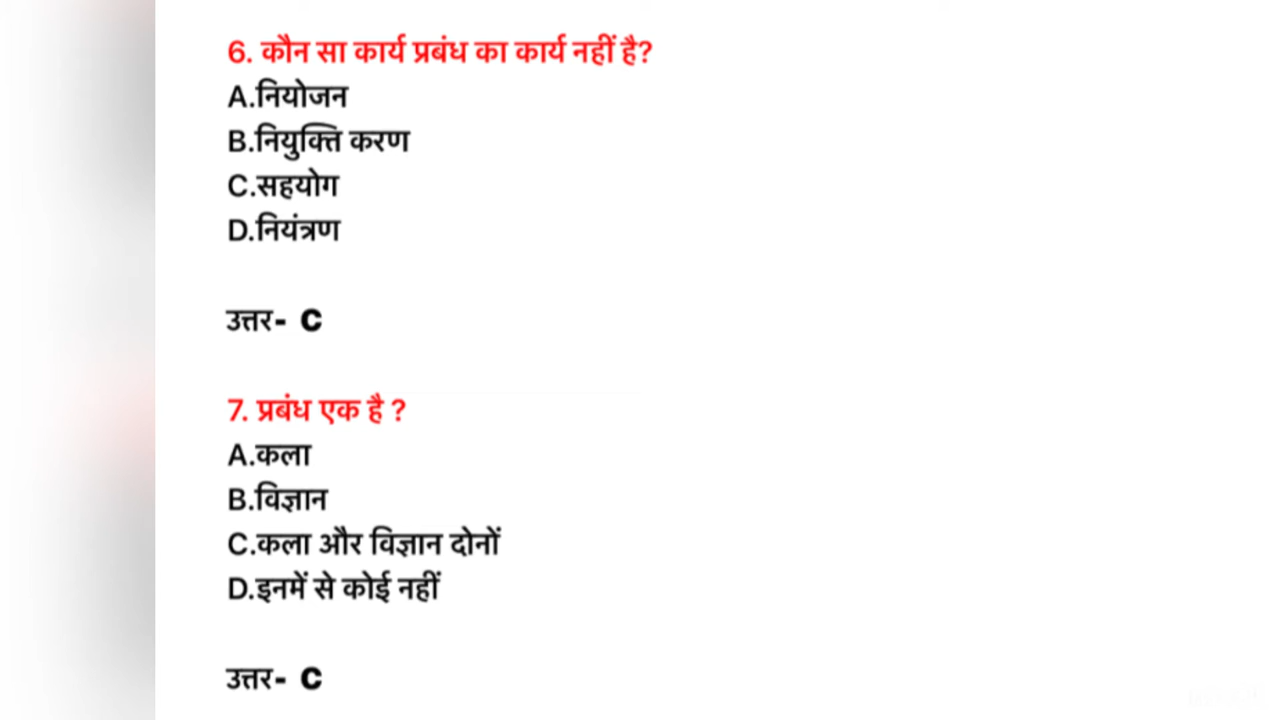 6. कौन सा कार्य प्रबंध का कार्य नहीं है?
A.नियोजन
B.नियुक्ति करण
C.सहयोग
D.नियंत्रण
उत्तर- C
7. प्रबंध एक है ?
A.कला
B.विज्ञान
C.कला और विज्ञान दोनों
D.इनमें से कोई नहीं
उत्तर- C